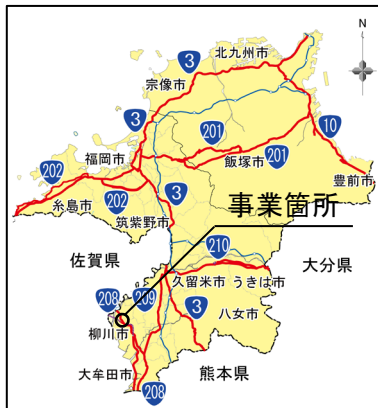 N
北九州市
3
宗像市
3
201
10
福岡市
202
飯塚市
201
豊前市
糸島市
202
3
筑紫野市
事業箇所
佐賀県
210
大分県
久留米市
うきは市
208
209
3
八女市
柳川市
大牟田市
熊本県
208